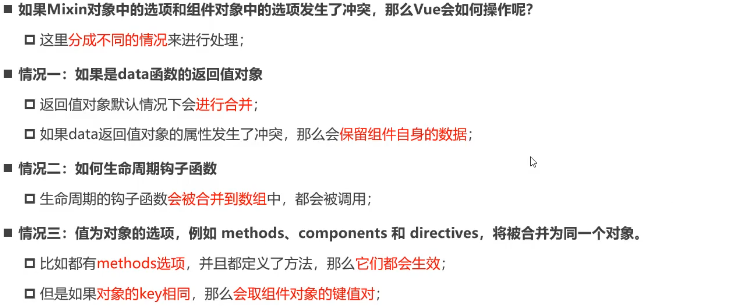 如果Mixin对象中的选项和组件对象中的选项发生了冲突，那么Vue会如何操作呢？
这里分成不同的情况来进行处理；
情况一：如果是data函数的返回值对象
返回值对象默认情况下会进行合并；
如果data返回值对象的属性发生了冲突，那么会保留组件自身的数据；
情况二：如何生命周期钩子函数
生命周期的钩子函数会被合并到数组中，都会被调用；
情况三：值为对象的选项，例如 methods、components 和 directives，将被合并为同一个对象。
比如都有methods选项，并且都定义了方法，那么它们都会生效；
但是如果对象的key相同，那么会取组件对象的键值对；